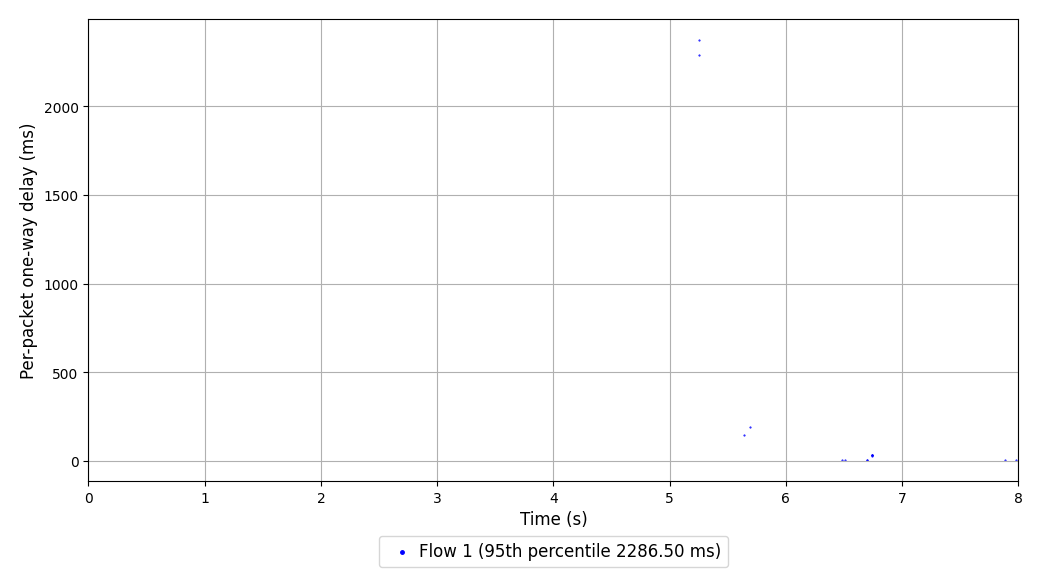 Per-packet one-way delay (ms)
2000
1500
1000
500
0
0 1 2 3 4 5 6 7 8
Time (s)
Flow 1 (95th percentile 2286.50 ms)